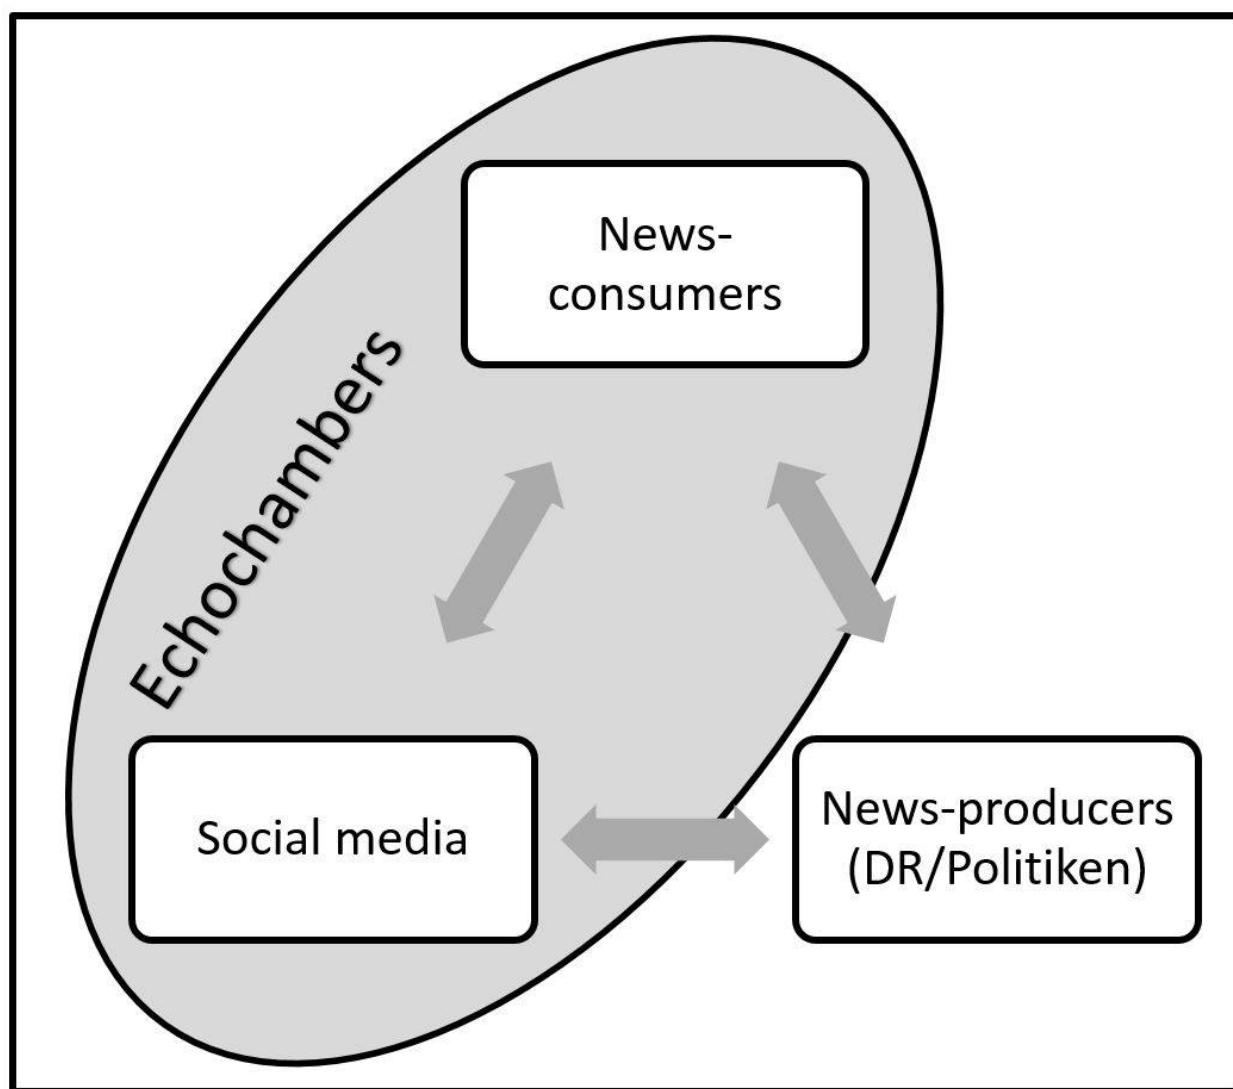 News-
consumers
Echochambers
Social media
News-producers
(DR/Politiken)